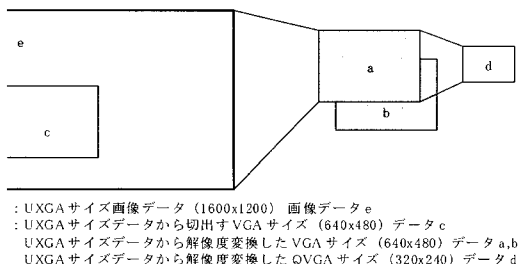 e
a
d
b
c
：UXGAサイズ画像データ（1600x1200） 画像データe
：UXGAサイズデータから切出すVGAサイズ（640x480）データc
UXGAサイズデータから解像度変換したVGAサイズ（640x480）データa,b
UXGAサイズデータから解像度変換したQVGAサイズ（320x240）データd